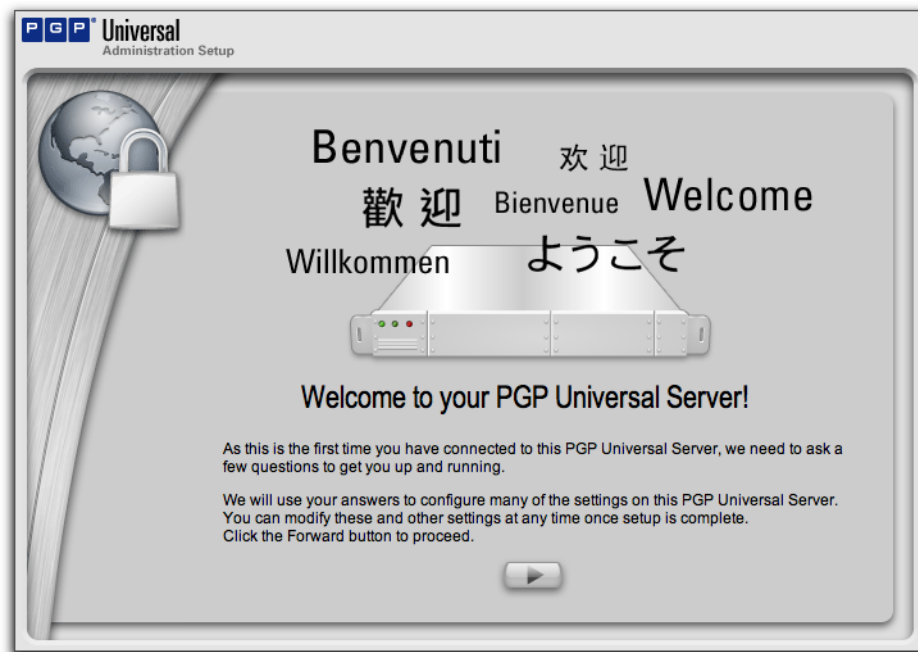 PGP® Universal
Administration Setup
Benvenuti
欢 迎
歡 迎
Bienvenue
Welcome
Willkommen
ようこそ
Welcome to your PGP Universal Server!
As this is the first time you have connected to this PGP Universal Server, we need to ask a
few questions to get you up and running.
We will use your answers to configure many of the settings on this PGP Universal Server.
You can modify these and other settings at any time once setup is complete.
Click the Forward button to proceed.